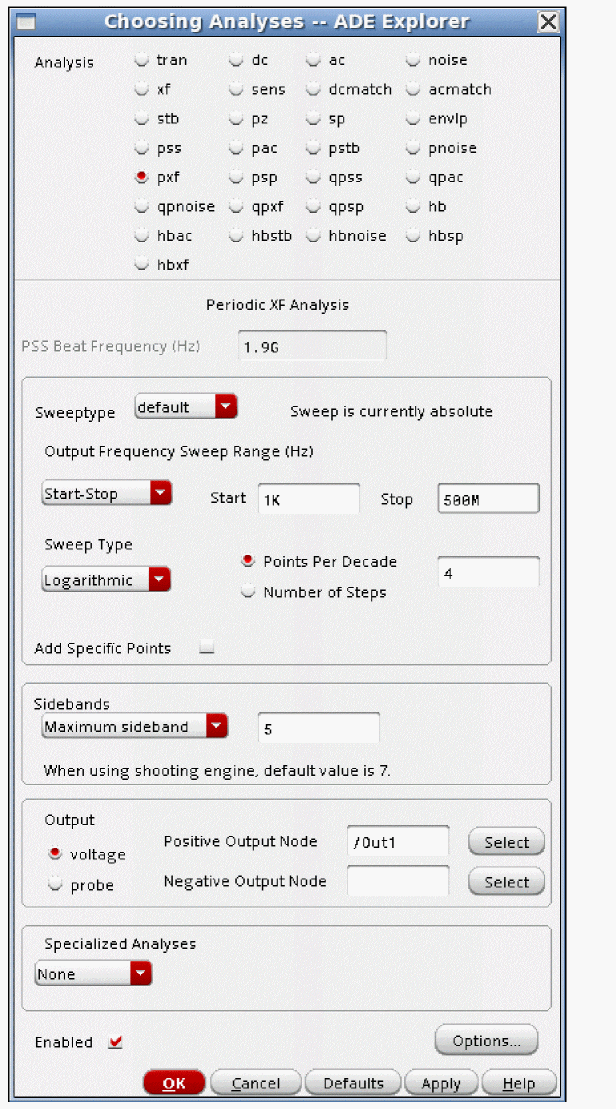 Choosing Analyses -- ADE Explorer
Analysis tran dc ac noise
xf sens dcmatch acmatch
stb pz sp envlp
pss pac pstb pnoise
pxf psp qpss qpac
qpnoise qpxf qpsp hb
hbac hbstb hbnoise hbsp
hbxf
Periodic XF Analysis
PSS Beat Frequency (Hz) 1.9G
Sweeptype default Sweep is currently absolute
Output Frequency Sweep Range (Hz)
Start-Stop Start 1K Stop 500M
Sweep Type
Points Per Decade
Logarithmic 4
Number of Steps
Add Specific Points
Sidebands
Maximum sideband 5
When using shooting engine, default value is 7.
Output
voltage Positive Output Node /Out1 Select
probe Negative Output Node Select
Specialized Analyses
None
Enabled Options...
OK Cancel Defaults Apply Help